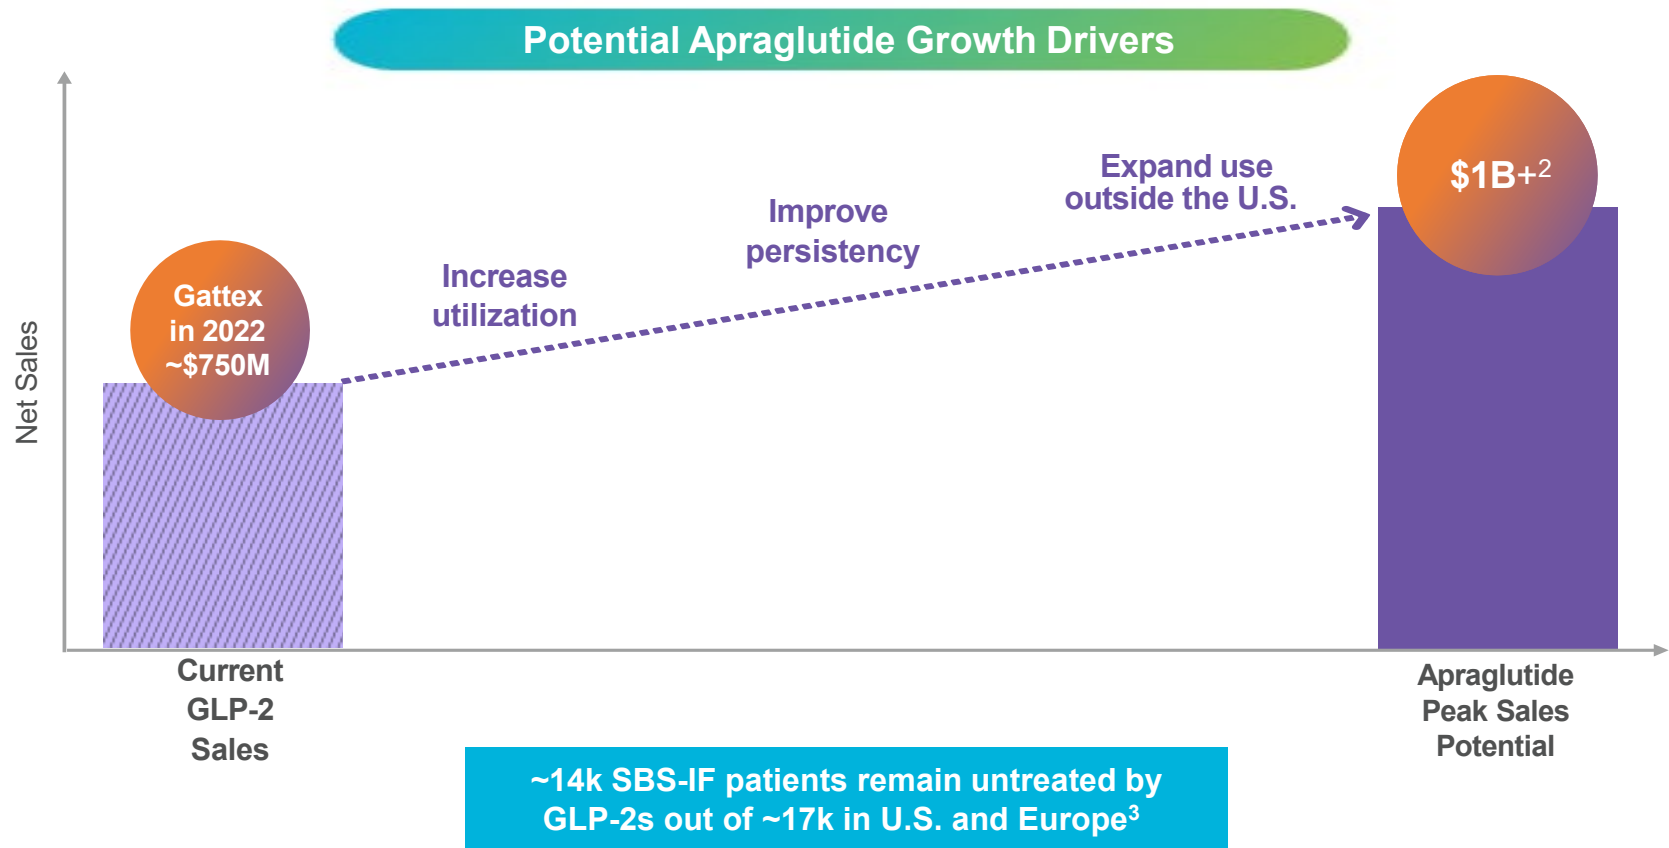 Potential Apraglutide Growth Drivers
Net Sales
Gattex
in 2022
~$750M
Increase
utilization
Improve
persistency
Expand use
outside the U.S.
$1B+²
Current
GLP-2
Sales
Apraglutide
Peak Sales
Potential
~14k SBS-IF patients remain untreated by
GLP-2s out of ~17k in U.S. and Europe³